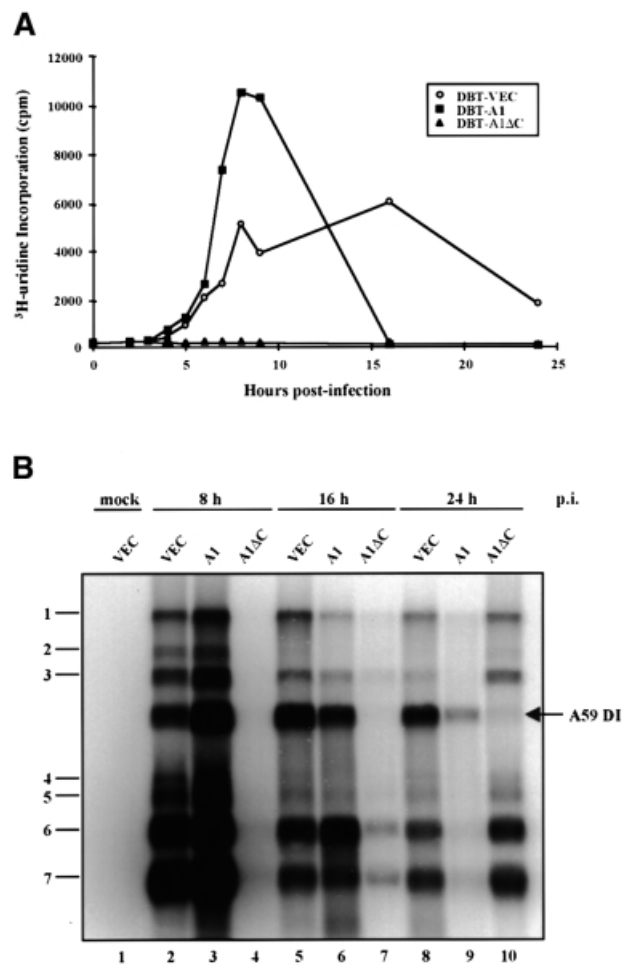 A
12000
10000
8000
6000
4000
2000
0
³H-uridine Incorporation (cpm)
DBT-VEC
DBT-A1
DBT-A1ΔC
0 5 10 15 20 25
Hours post-infection
B
mock 8 h 16 h 24 h p.i.
VEC VEC A1 A1ΔC VEC A1 A1ΔC VEC A1 A1ΔC
1
2
3
A59 DI
4
5
6
7
1 2 3 4 5 6 7 8 9 10